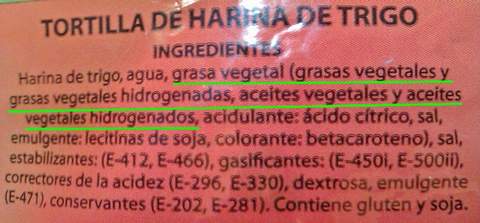 TORTILLA DE HARINA DE TRIGO
INGREDIENTES
Harina de trigo, agua, grasa vegetal (grasas vegetales y
grasas vegetales hidrogenadas, aceites vegetales y aceites
vegetales hidrogenados, acidulante: ácido cítrico, sal,
emulgente: lecitinas de soja, colorante: betacaroteno), sal,
estabilizantes: (E-412, E-466), gasificantes: (E-450i, E-500ii),
correctores de la acidez (E-296, E-330), dextrosa, emulgente
(E-471), conservantes (E-202, E-281). Contiene gluten y soja.